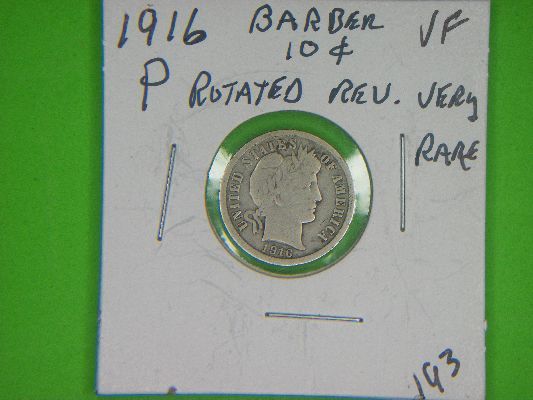 1916 BARBER VF
10¢
P ROTATED REV. VERY
RARE
UNITED STATES OF AMERICA
1916
193